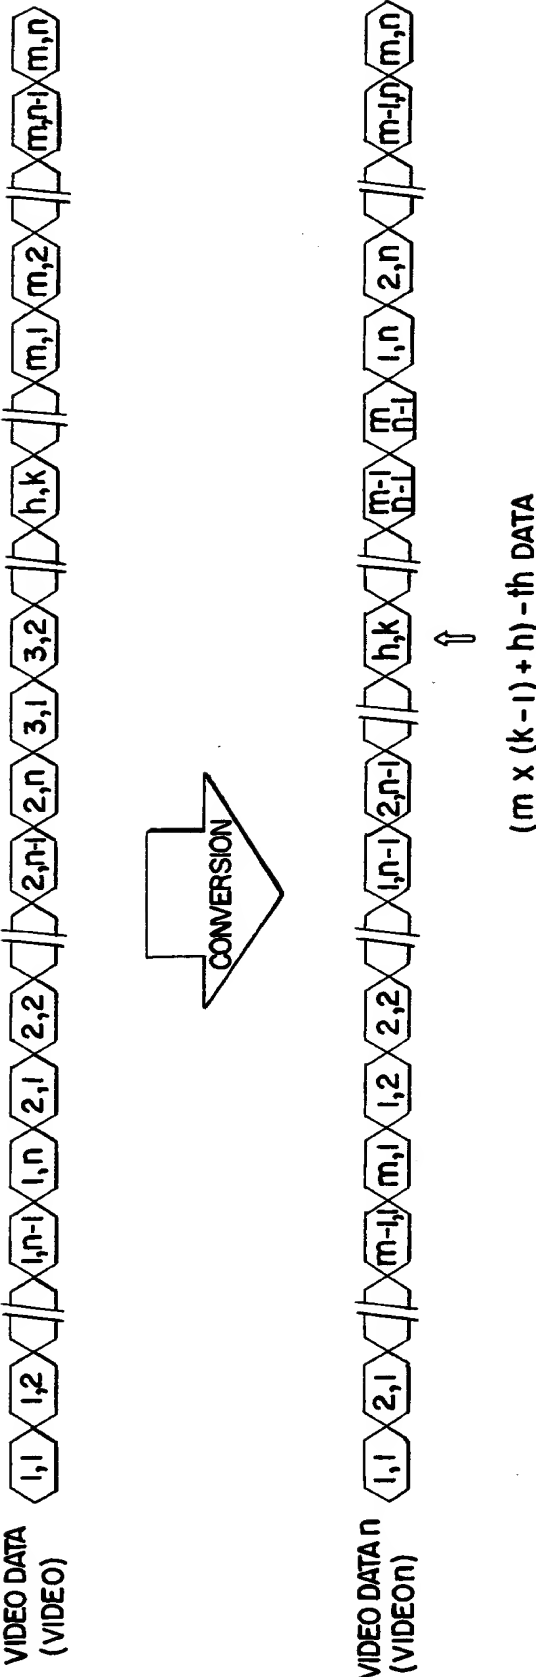 VIDEO DATA
(VIDEO)
1,1 1,2 1,n-1 1,n 2,1 2,2 2,n-1 2,n 3,1 3,2 h,k m,1 m,2 m,n-1 m,n
CONVERSION
VIDEO DATA n
(VIDEOn)
1,1 2,1 m-1,1 m,1 1,2 2,2 1,n-1 2,n-1 h,k m-1 n-1 m n-1 1,n 2,n m-1,n m,n
(m x (k-1) + h) -th DATA